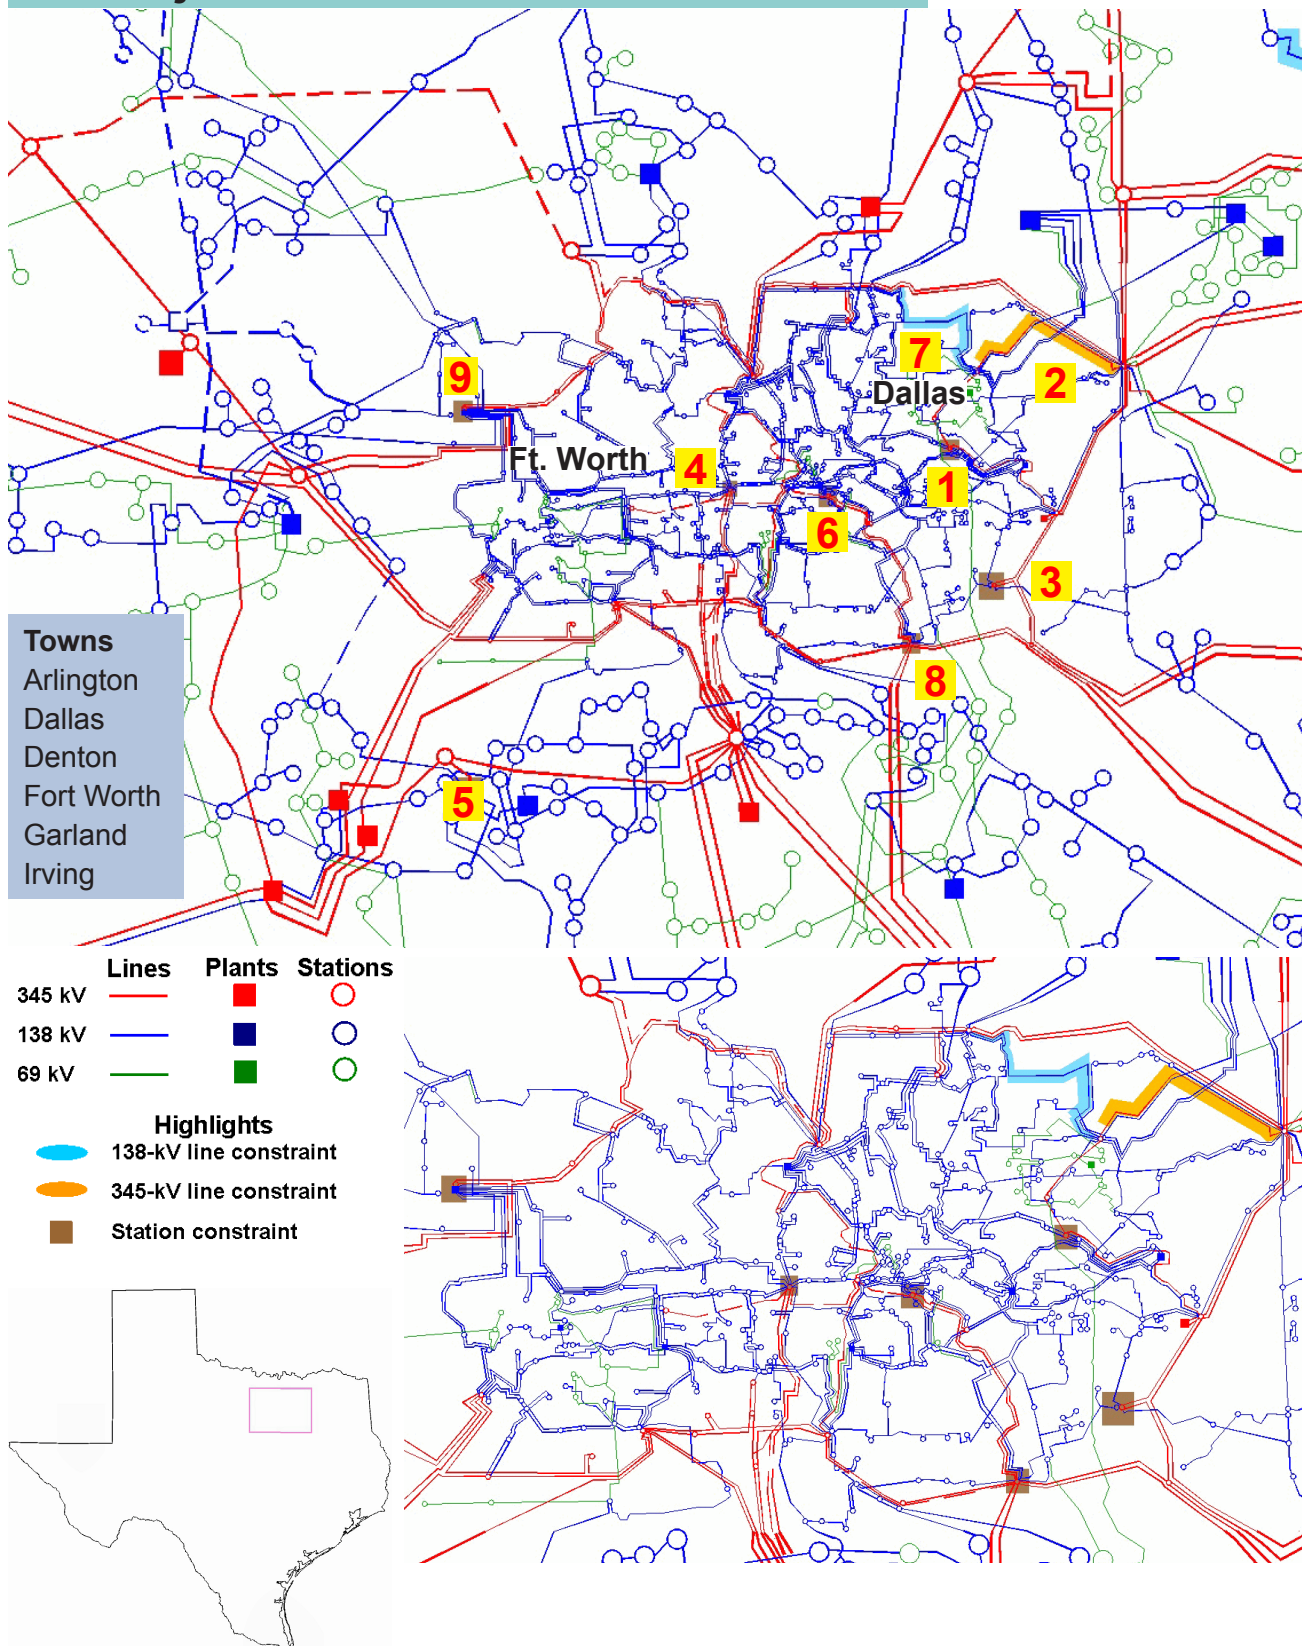 7
2
9
Dallas
Ft. Worth
4
1
6
3
8
5
Towns
Arlington
Dallas
Denton
Fort Worth
Garland
Irving
Lines Plants Stations
345 kV
138 kV
69 kV
Highlights
138-kV line constraint
345-kV line constraint
Station constraint